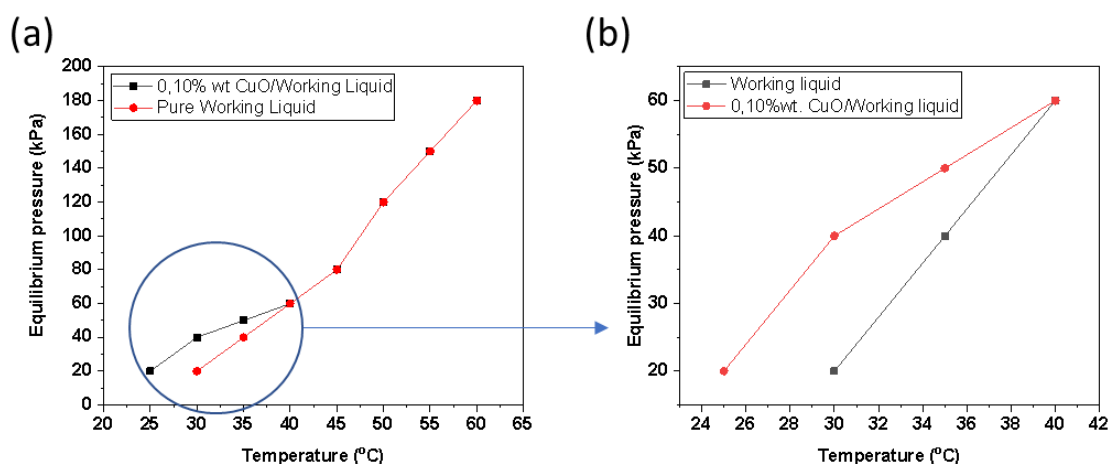 (a)
(b)
0,10% wt CuO/Working Liquid
Pure Working Liquid
Equilibrium pressure (kPa)
200
180
160
140
120
100
80
60
40
20
0
20 25 30 35 40 45 50 55 60 65
Temperature (°C)
Working liquid
0,10%wt. CuO/Working liquid
Equilibrium pressure (kPa)
60
50
40
30
20
24 26 28 30 32 34 36 38 40 42
Temperature (°C)